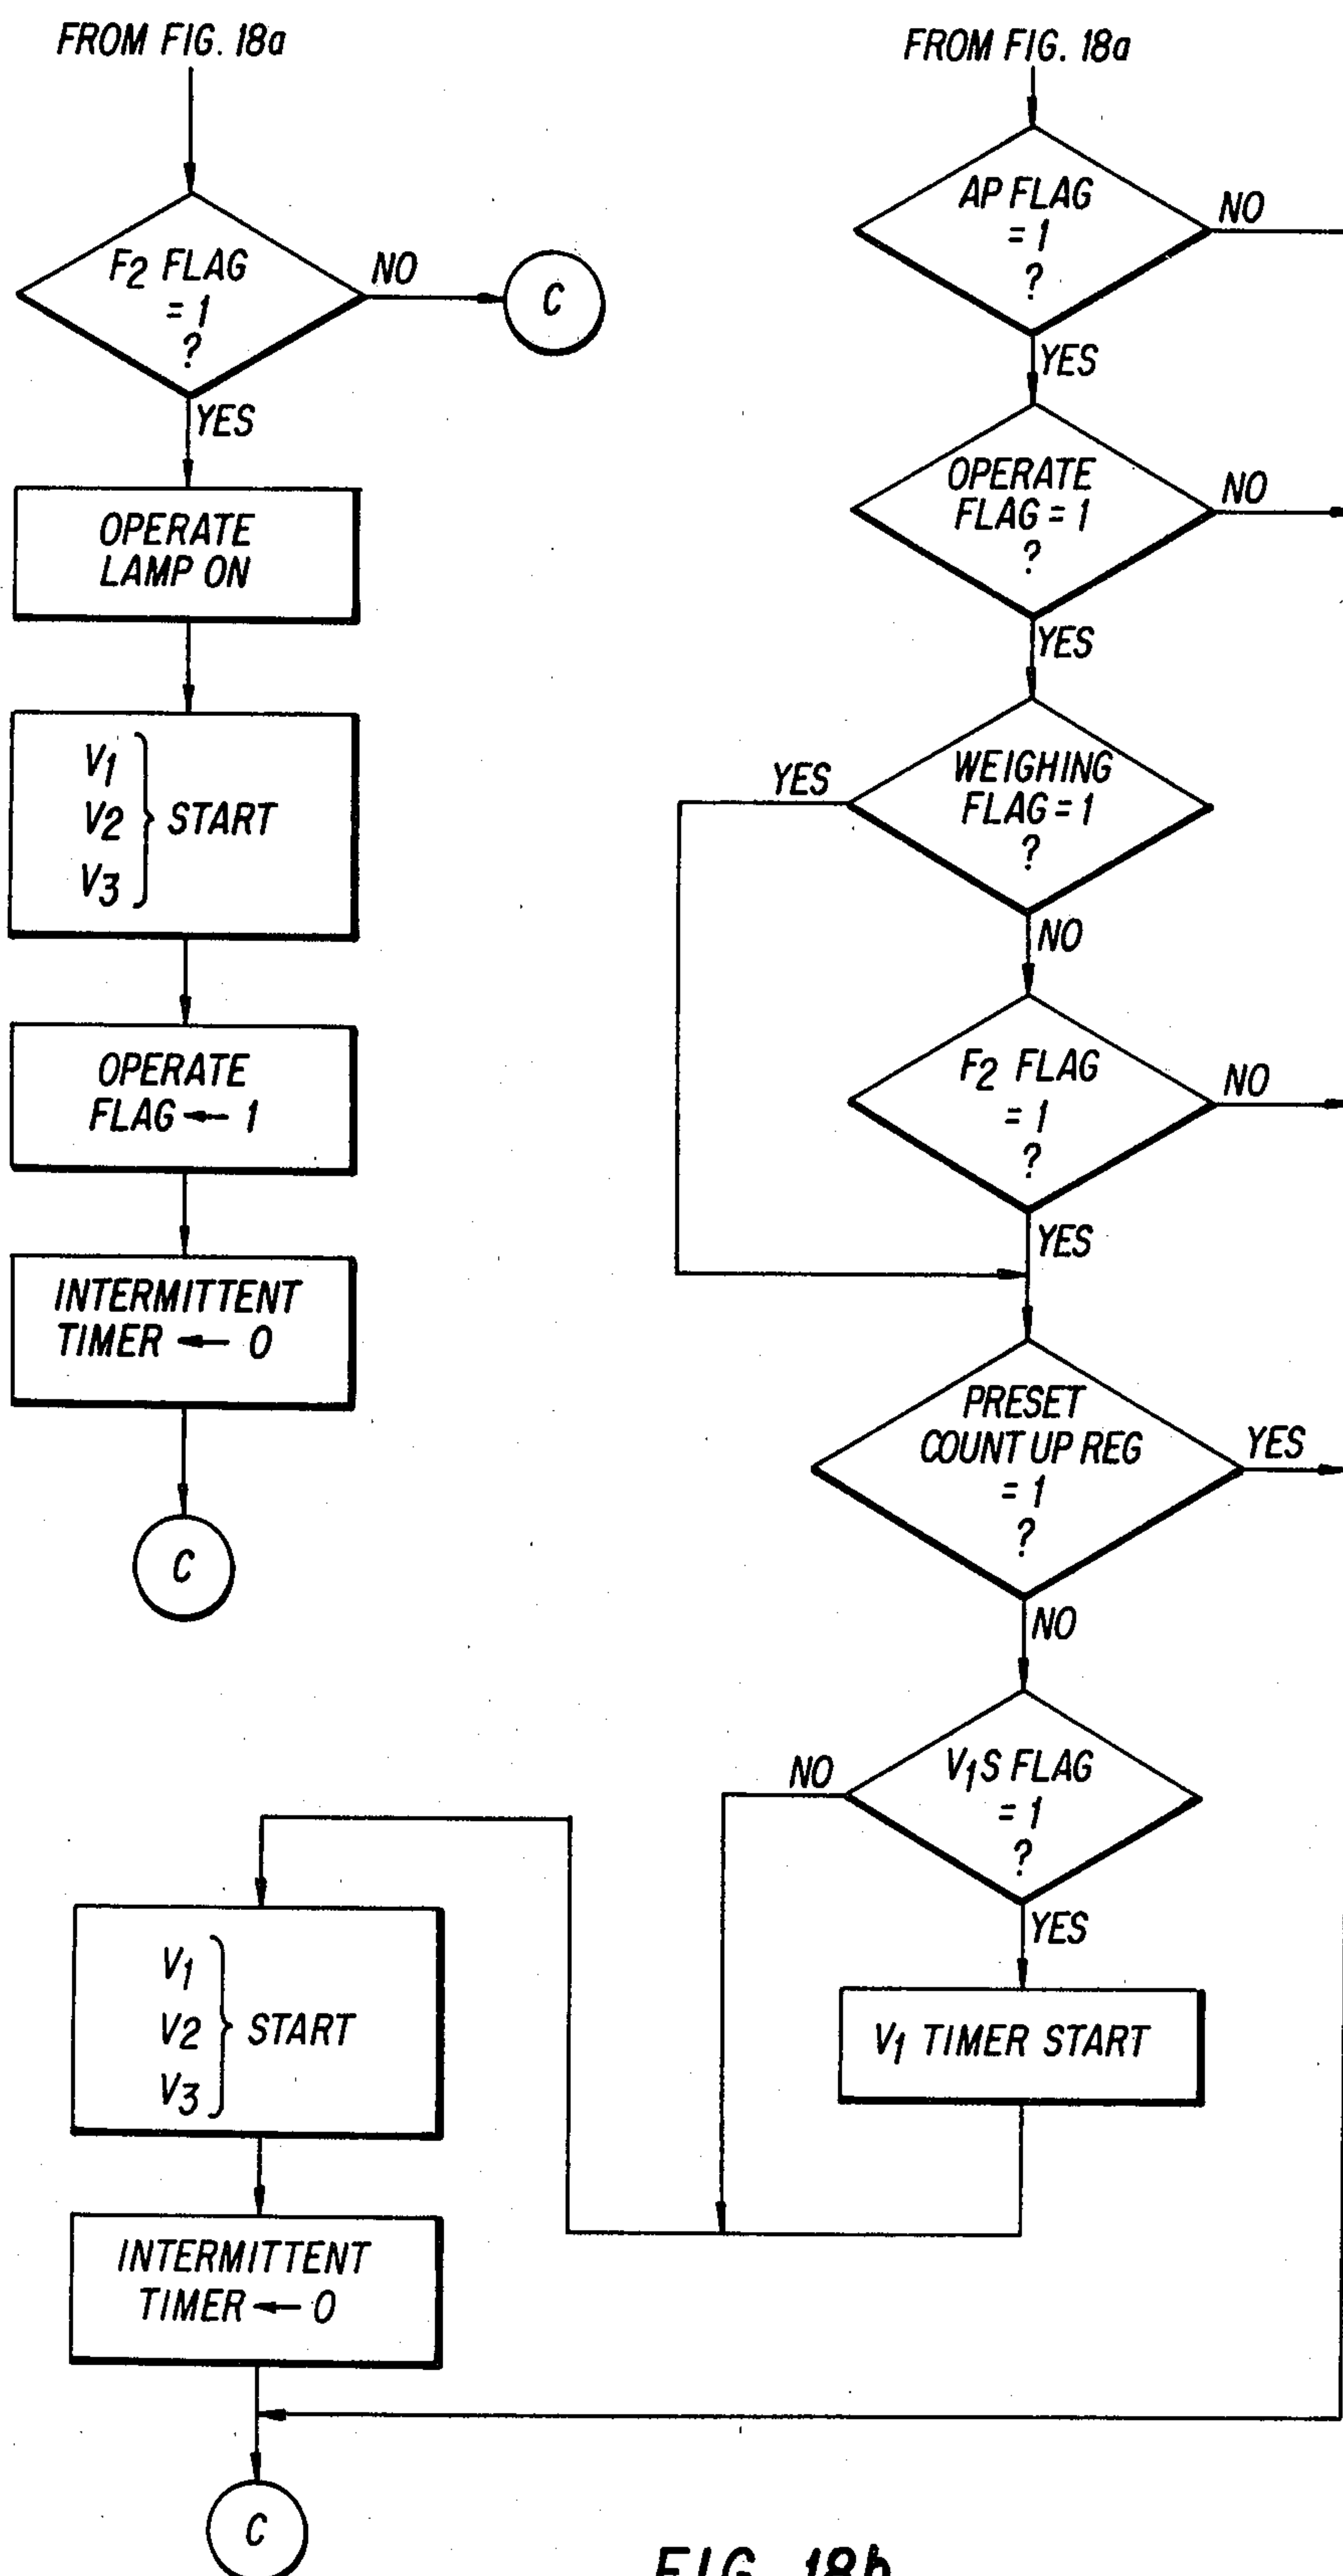 FROM FIG. 18a
F2 FLAG
= 1
?
NO
C
YES
OPERATE
LAMP ON
V1
V2
V3
START
OPERATE
FLAG ← 1
INTERMITTENT
TIMER ← 0
C
FROM FIG. 18a
AP FLAG
= 1
?
NO
YES
OPERATE
FLAG = 1
?
NO
YES
WEIGHING
FLAG = 1
?
YES
NO
F2 FLAG
= 1
?
NO
YES
PRESET
COUNT UP REG
= 1
?
YES
NO
V1S FLAG
= 1
?
NO
YES
V1 TIMER START
V1
V2
V3
START
INTERMITTENT
TIMER ← 0
C
FIG. 18b